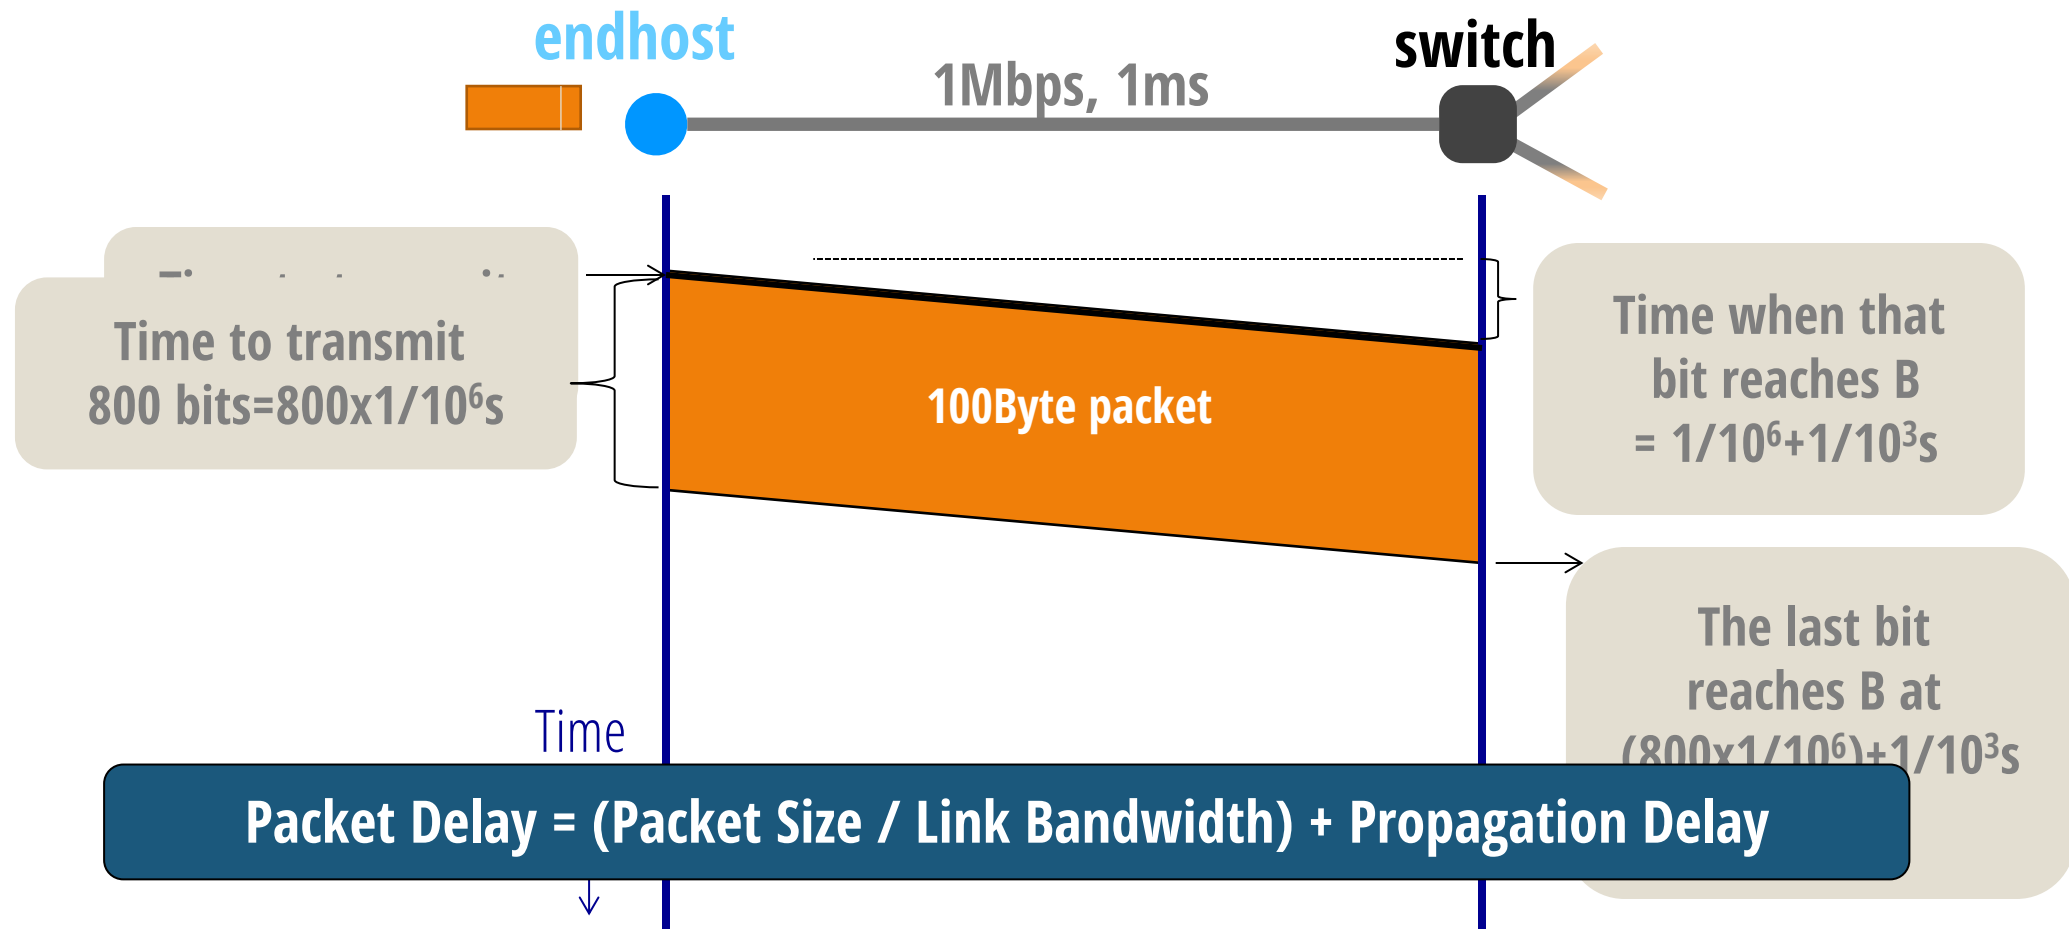 endhost
switch
1Mbps, 1ms
Time to transmit
800 bits=800x1/10⁶s
100Byte packet
Time when that
bit reaches B
= 1/10⁶+1/10³s
The last bit
reaches B at
(800x1/10⁶)+1/10³s
Time
Packet Delay = (Packet Size / Link Bandwidth) + Propagation Delay